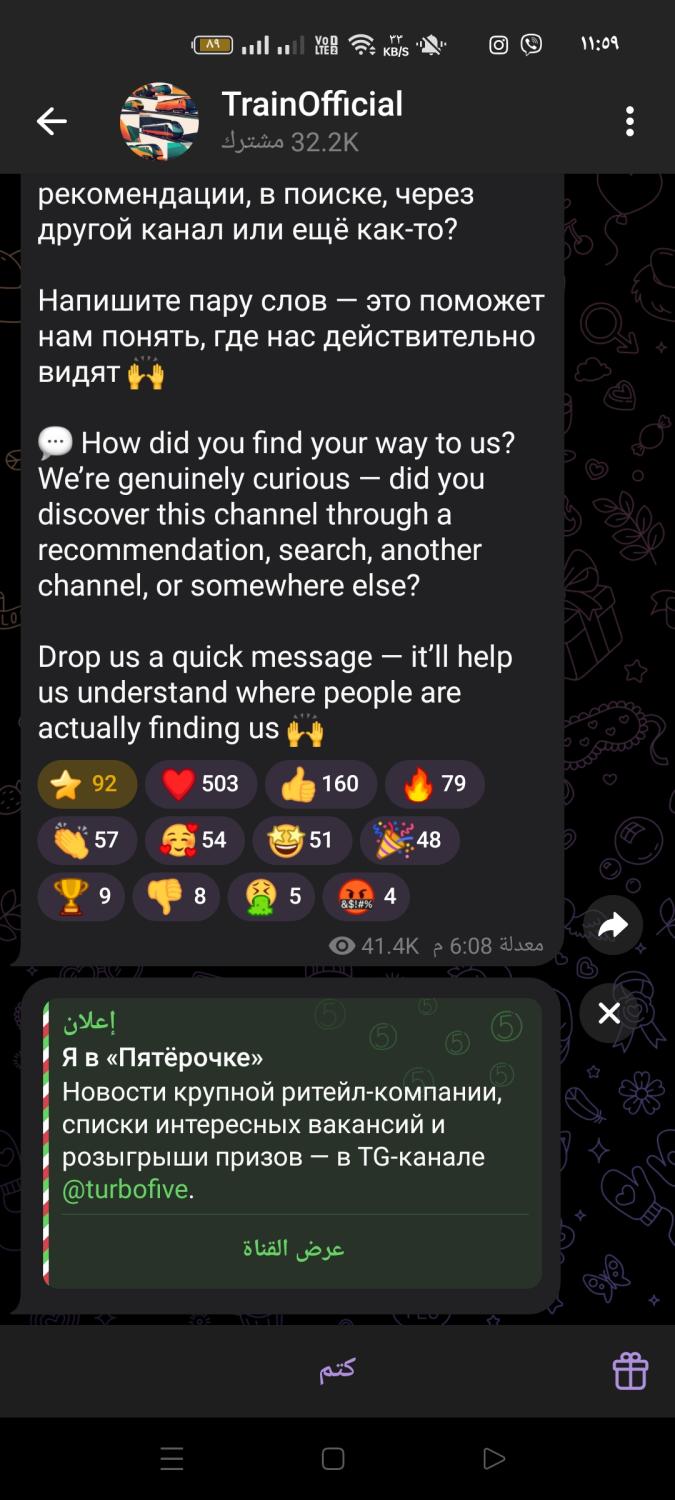 ٨٩
VoD
LTE2
٣٣
KB/S
١١:٥٩
TrainOfficial
32.2K مشترك
рекомендации, в поиске, через
другой канал или ещё как-то?
Напишите пару слов — это поможет
нам понять, где нас действительно
видят 🙌
💬 How did you find your way to us?
We’re genuinely curious — did you
discover this channel through a
recommendation, search, another
channel, or somewhere else?
Drop us a quick message — it’ll help
us understand where people are
actually finding us 🙌
⭐ 92 ❤️ 503 👍 160 🔥 79
👏 57 🥰 54 🤩 51 🎉 48
🏆 9 👎 8 🤮 5 🤬 4
41.4K معدلة 6:08 م
إعلان
Я в «Пятёрочке»
Новости крупной ритейл-компании,
списки интересных вакансий и
розыгрыши призов — в TG-канале
@turbofive.
عرض القناة
كتم